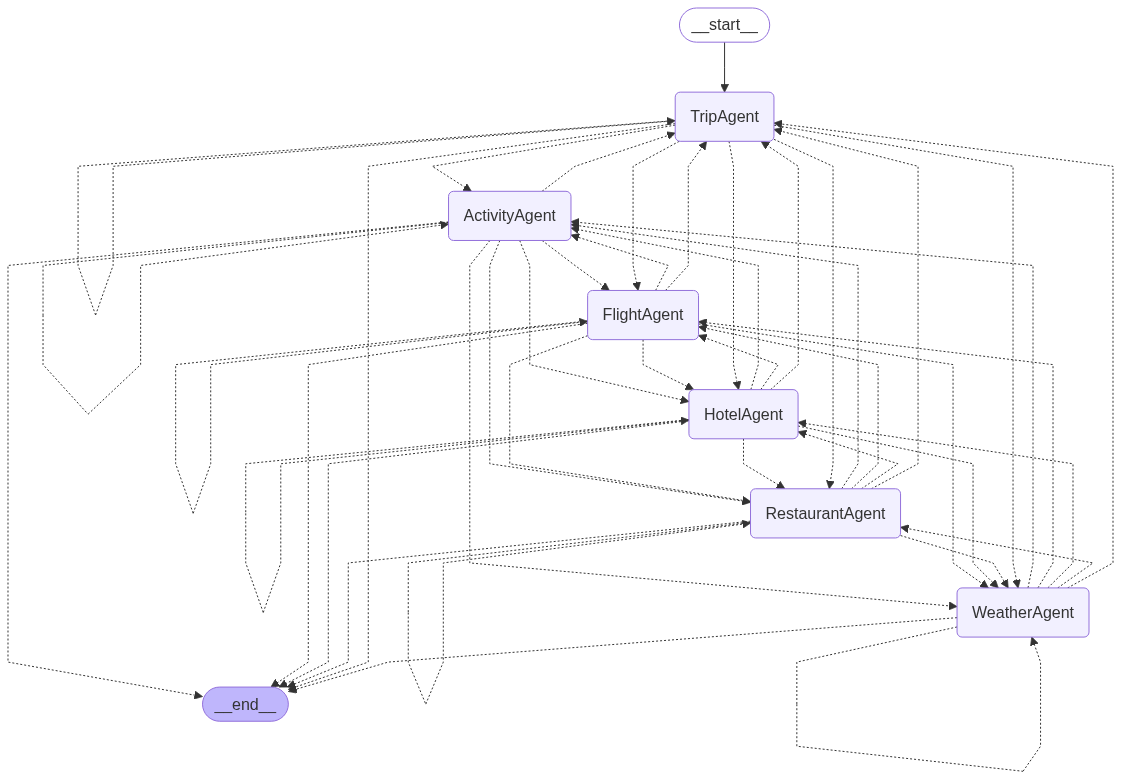 __start__
TripAgent
ActivityAgent
FlightAgent
HotelAgent
RestaurantAgent
WeatherAgent
__end__